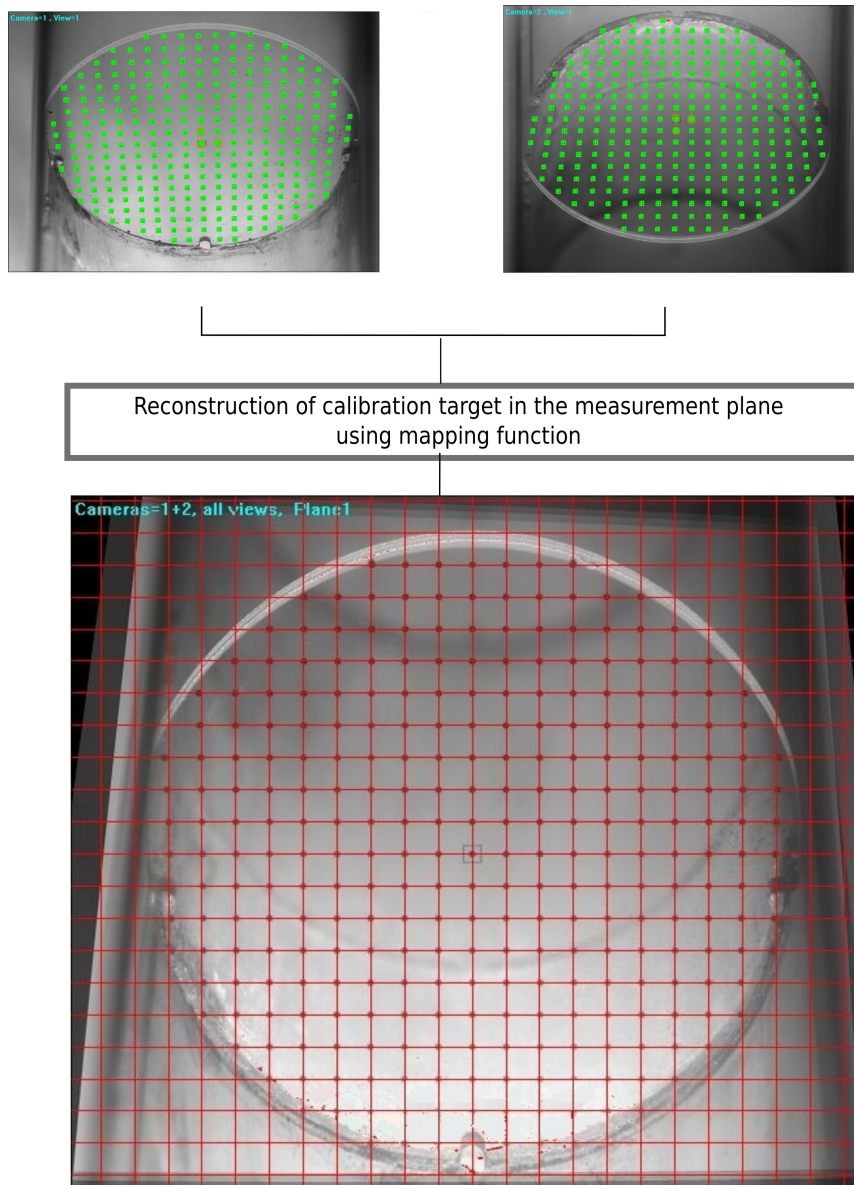 Camera=1 , View=1
Camera=2 , View=1
Reconstruction of calibration target in the measurement plane
using mapping function
Cameras=1+2, all views, Plane1